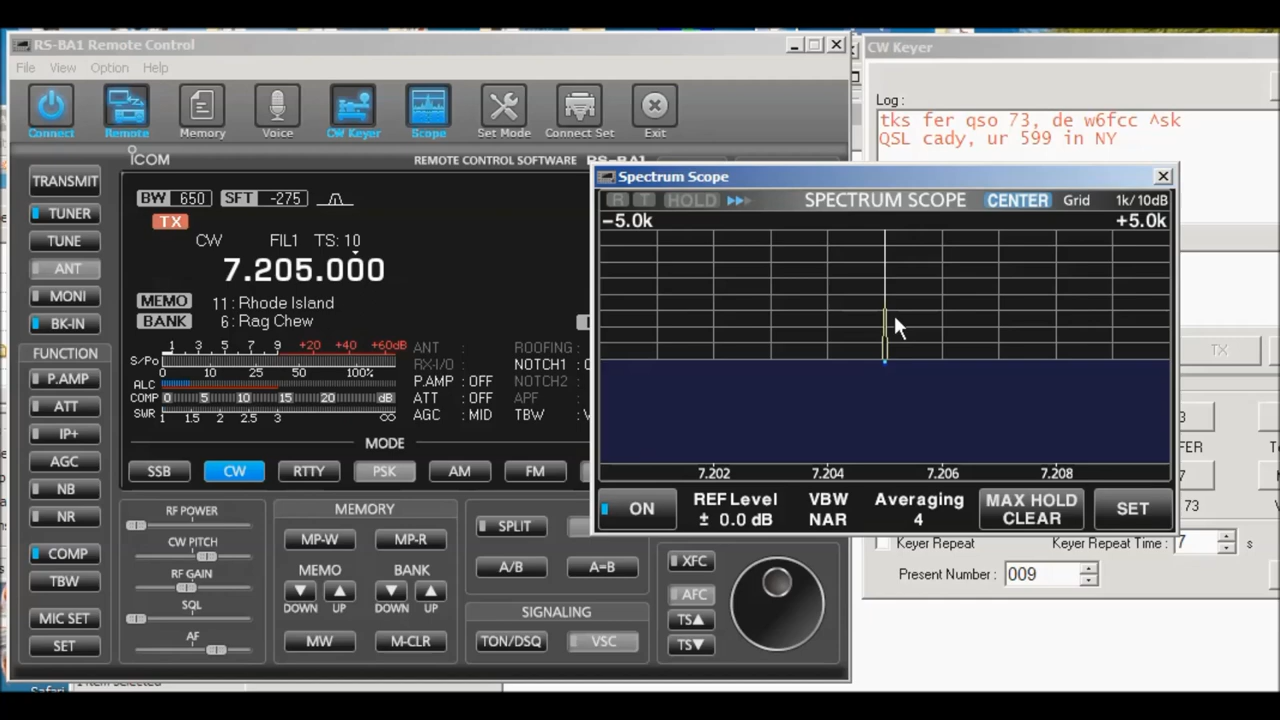 RS-BA1 Remote Control
File View Option Help
Connect Remote Memory Voice CW Keyer Scope Set Mode Connect Set Exit
ICOM
REMOTE CONTROL SOFTWARE RS-BA1
TRANSMIT
TUNER
TUNE
ANT
MONI
BK-IN
FUNCTION
P.AMP
ATT
IP+
AGC
NB
NR
COMP
TBW
MIC SET
SET
BW 650 SFT -275
TX
CW FIL1 TS: 10
7.205.000
MEMO 11: Rhode Island
BANK 6: Rag Chew
1 3 5 7 9 +20 +40 +60dB
S/Po
0 10 25 50 100%
ALC
COMP 0 5 10 15 20 dB
SWR 1 1.5 2 2.5 3 ∞
ANT :
RX-I/O :
P.AMP : OFF
ATT : OFF
AGC : MID
ROOFING :
NOTCH1 :
NOTCH2 :
APF :
TBW :
MODE
SSB CW RTTY PSK AM FM
RF POWER
CW PITCH
RF GAIN
SQL
AF
MEMORY
MP-W MP-R
MEMO BANK
DOWN UP DOWN UP
MW M-CLR
SPLIT
A/B A=B
SIGNALING
TON/DSQ VSC
XFC
AFC
TS▲
TS▼
Spectrum Scope
R T HOLD SPECTRUM SCOPE CENTER Grid 1k/10dB
-5.0k +5.0k
7.202 7.204 7.206 7.208
ON
REF Level
± 0.0 dB
VBW
NAR
Averaging
4
MAX HOLD
CLEAR
SET
CW Keyer
Log :
tks fer qso 73, de w6fcc ^sk
QSL cady, ur 599 in NY
TX
3
FER
7
73
Keyer Repeat Keyer Repeat Time : 7 s
Present Number : 009
Safari
1 item selected